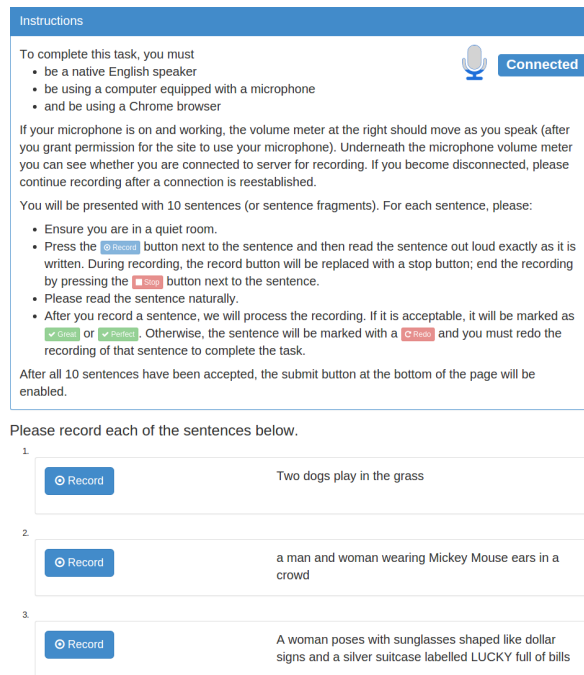 Instructions
To complete this task, you must
Connected
be a native English speaker
be using a computer equipped with a microphone
and be using a Chrome browser
If your microphone is on and working, the volume meter at the right should move as you speak (after
you grant permission for the site to use your microphone). Underneath the microphone volume meter
you can see whether you are connected to server for recording. If you become disconnected, please
continue recording after a connection is reestablished.
You will be presented with 10 sentences (or sentence fragments). For each sentence, please:
Ensure you are in a quiet room.
Press the Record button next to the sentence and then read the sentence out loud exactly as it is
written. During recording, the record button will be replaced with a stop button; end the recording
by pressing the Stop button next to the sentence.
Please read the sentence naturally.
After you record a sentence, we will process the recording. If it is acceptable, it will be marked as
Great or Perfect. Otherwise, the sentence will be marked with a Redo and you must redo the
recording of that sentence to complete the task.
After all 10 sentences have been accepted, the submit button at the bottom of the page will be
enabled.
Please record each of the sentences below.
1.
Record Two dogs play in the grass
2.
Record a man and woman wearing Mickey Mouse ears in a
crowd
3.
Record A woman poses with sunglasses shaped like dollar
signs and a silver suitcase labelled LUCKY full of bills